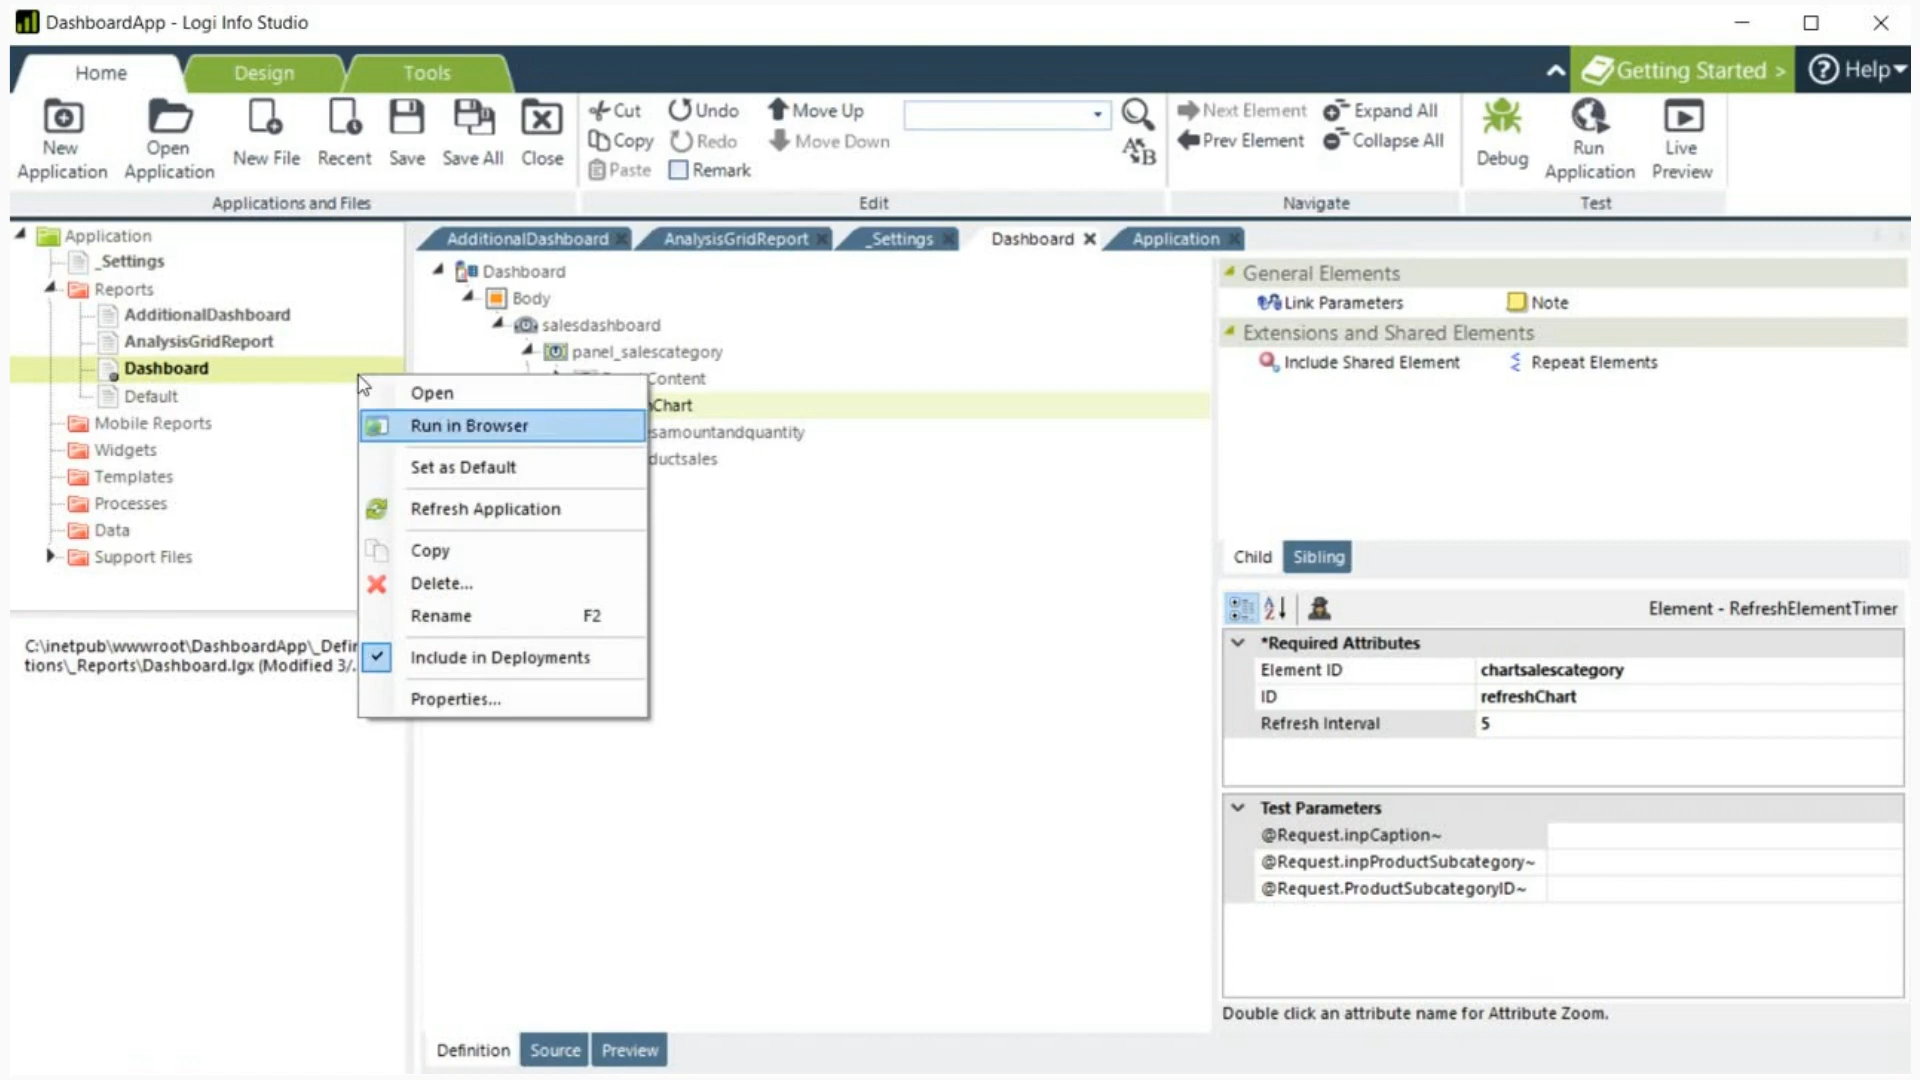 DashboardApp - Logi Info Studio
Home
Design
Tools
Getting Started >
Help
New Application
Open Application
New File
Recent
Save
Save All
Close
Cut
Copy
Paste
Undo
Redo
Remark
Move Up
Move Down
Next Element
Prev Element
Expand All
Collapse All
Debug
Run Application
Live Preview
Applications and Files
Edit
Navigate
Test
Application
_Settings
Reports
AdditionalDashboard
AnalysisGridReport
Dashboard
Default
Mobile Reports
Widgets
Templates
Processes
Data
Support Files
C:\inetpub\wwwroot\DashboardApp\_Defin
tions\_Reports\Dashboard.lgx (Modified 3/.
AdditionalDashboard
AnalysisGridReport
_Settings
Dashboard
Application
Dashboard
Body
salesdashboard
panel_salescategory
Content
Chart
samountandquantity
ductsales
Open
Run in Browser
Set as Default
Refresh Application
Copy
Delete...
Rename F2
Include in Deployments
Properties...
Definition
Source
Preview
General Elements
Link Parameters
Note
Extensions and Shared Elements
Include Shared Element
Repeat Elements
Child
Sibling
Element - RefreshElementTimer
*Required Attributes
Element ID chartsalescategory
ID refreshChart
Refresh Interval 5
Test Parameters
@Request.inpCaption~
@Request.inpProductSubcategory~
@Request.ProductSubcategoryID~
Double click an attribute name for Attribute Zoom.